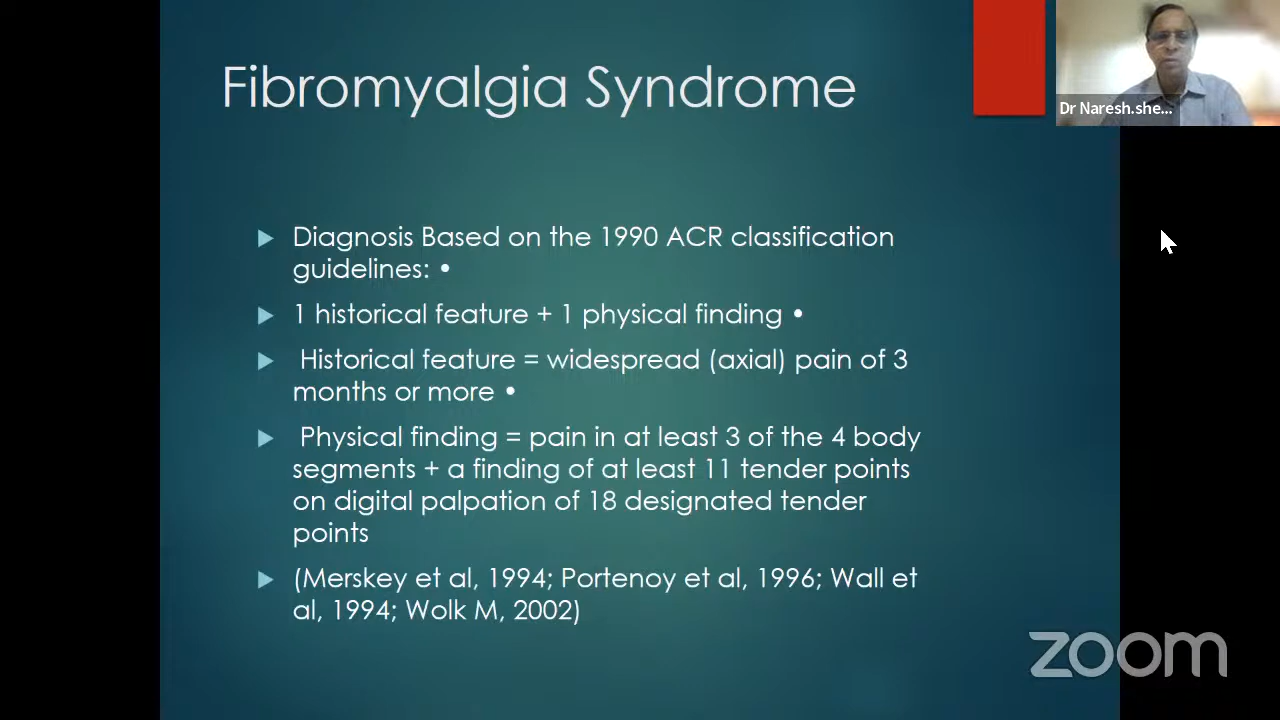 Fibromyalgia Syndrome
Dr Naresh.she...
▶ Diagnosis Based on the 1990 ACR classification
guidelines: •
▶ 1 historical feature + 1 physical finding •
▶ Historical feature = widespread (axial) pain of 3
months or more •
▶ Physical finding = pain in at least 3 of the 4 body
segments + a finding of at least 11 tender points
on digital palpation of 18 designated tender
points
▶ (Merskey et al, 1994; Portenoy et al, 1996; Wall et
al, 1994; Wolk M, 2002)
zoom